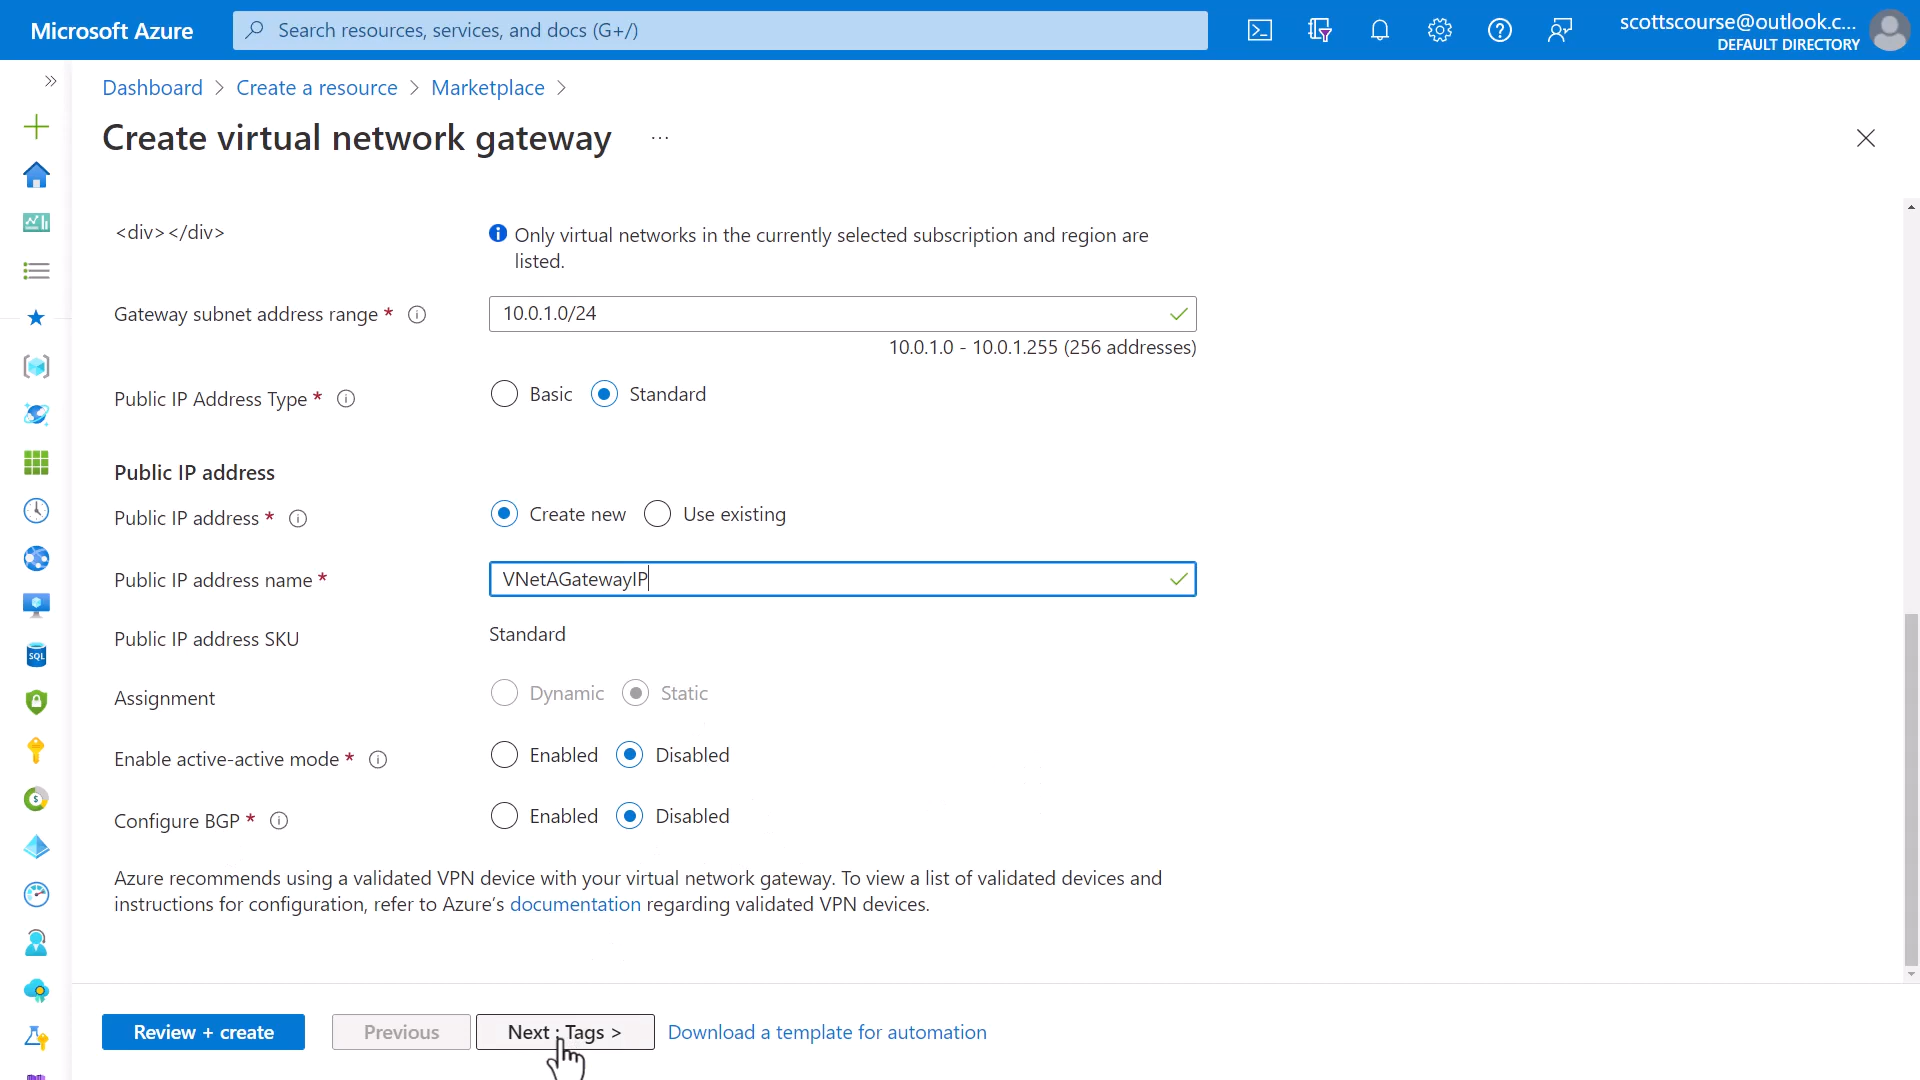 Microsoft Azure
Search resources, services, and docs (G+/)
scottscourse@outlook.c...
DEFAULT DIRECTORY
Dashboard > Create a resource > Marketplace >
Create virtual network gateway ...
<div></div>
Only virtual networks in the currently selected subscription and region are
listed.
Gateway subnet address range *
10.0.1.0/24
10.0.1.0 - 10.0.1.255 (256 addresses)
Public IP Address Type *
Basic Standard
Public IP address
Public IP address *
Create new Use existing
Public IP address name *
VNetAGatewayIP
Public IP address SKU
Standard
Assignment
Dynamic Static
Enable active-active mode *
Enabled Disabled
Configure BGP *
Enabled Disabled
Azure recommends using a validated VPN device with your virtual network gateway. To view a list of validated devices and
instructions for configuration, refer to Azure's documentation regarding validated VPN devices.
Review + create
Previous
Next : Tags >
Download a template for automation
SQL